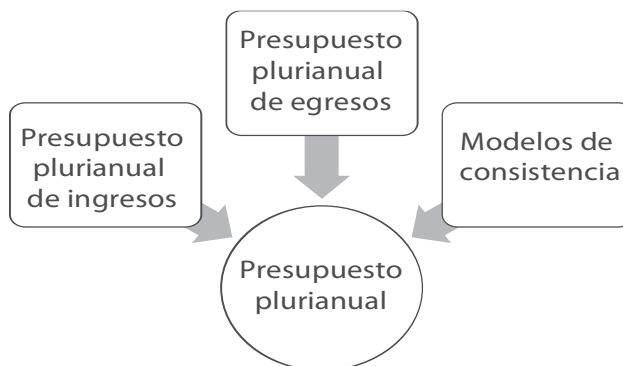 Presupuesto
plurianual
de egresos
Presupuesto
plurianual
de ingresos
Modelos de
consistencia
Presupuesto
plurianual